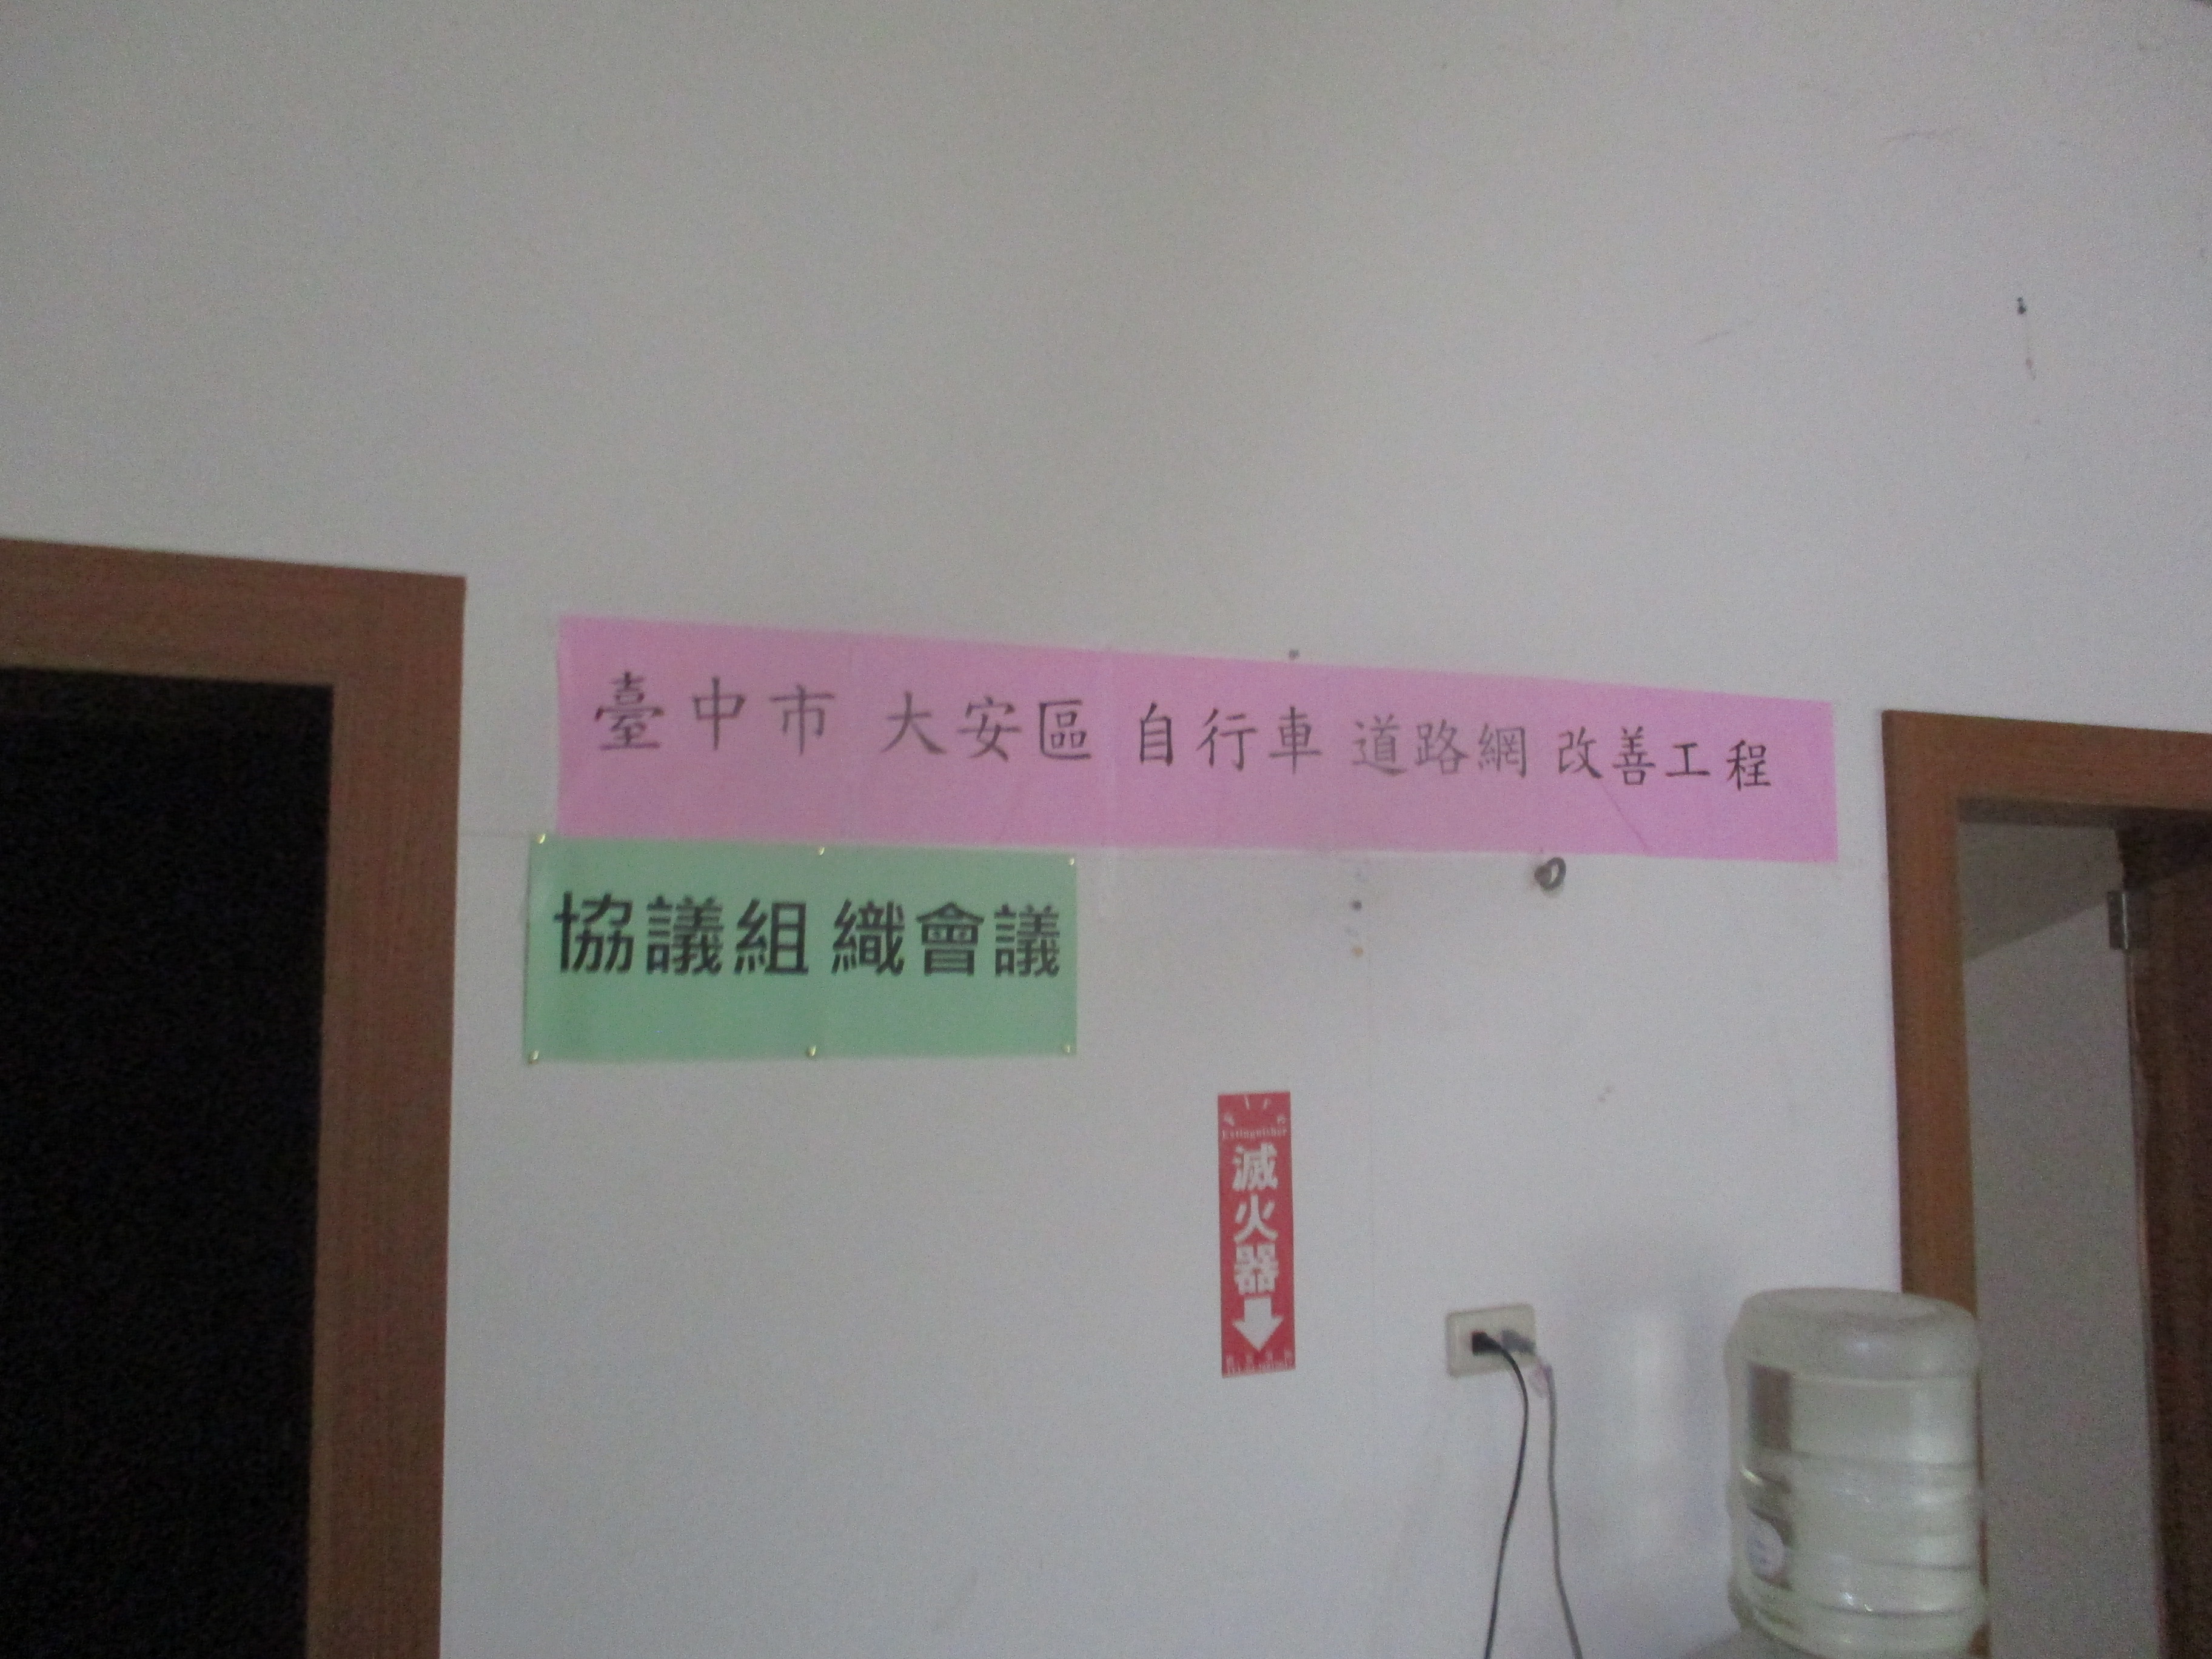 臺中市 大安區 自行車 道路網 改善工程
協議組織會議
Extinguisher
滅火器